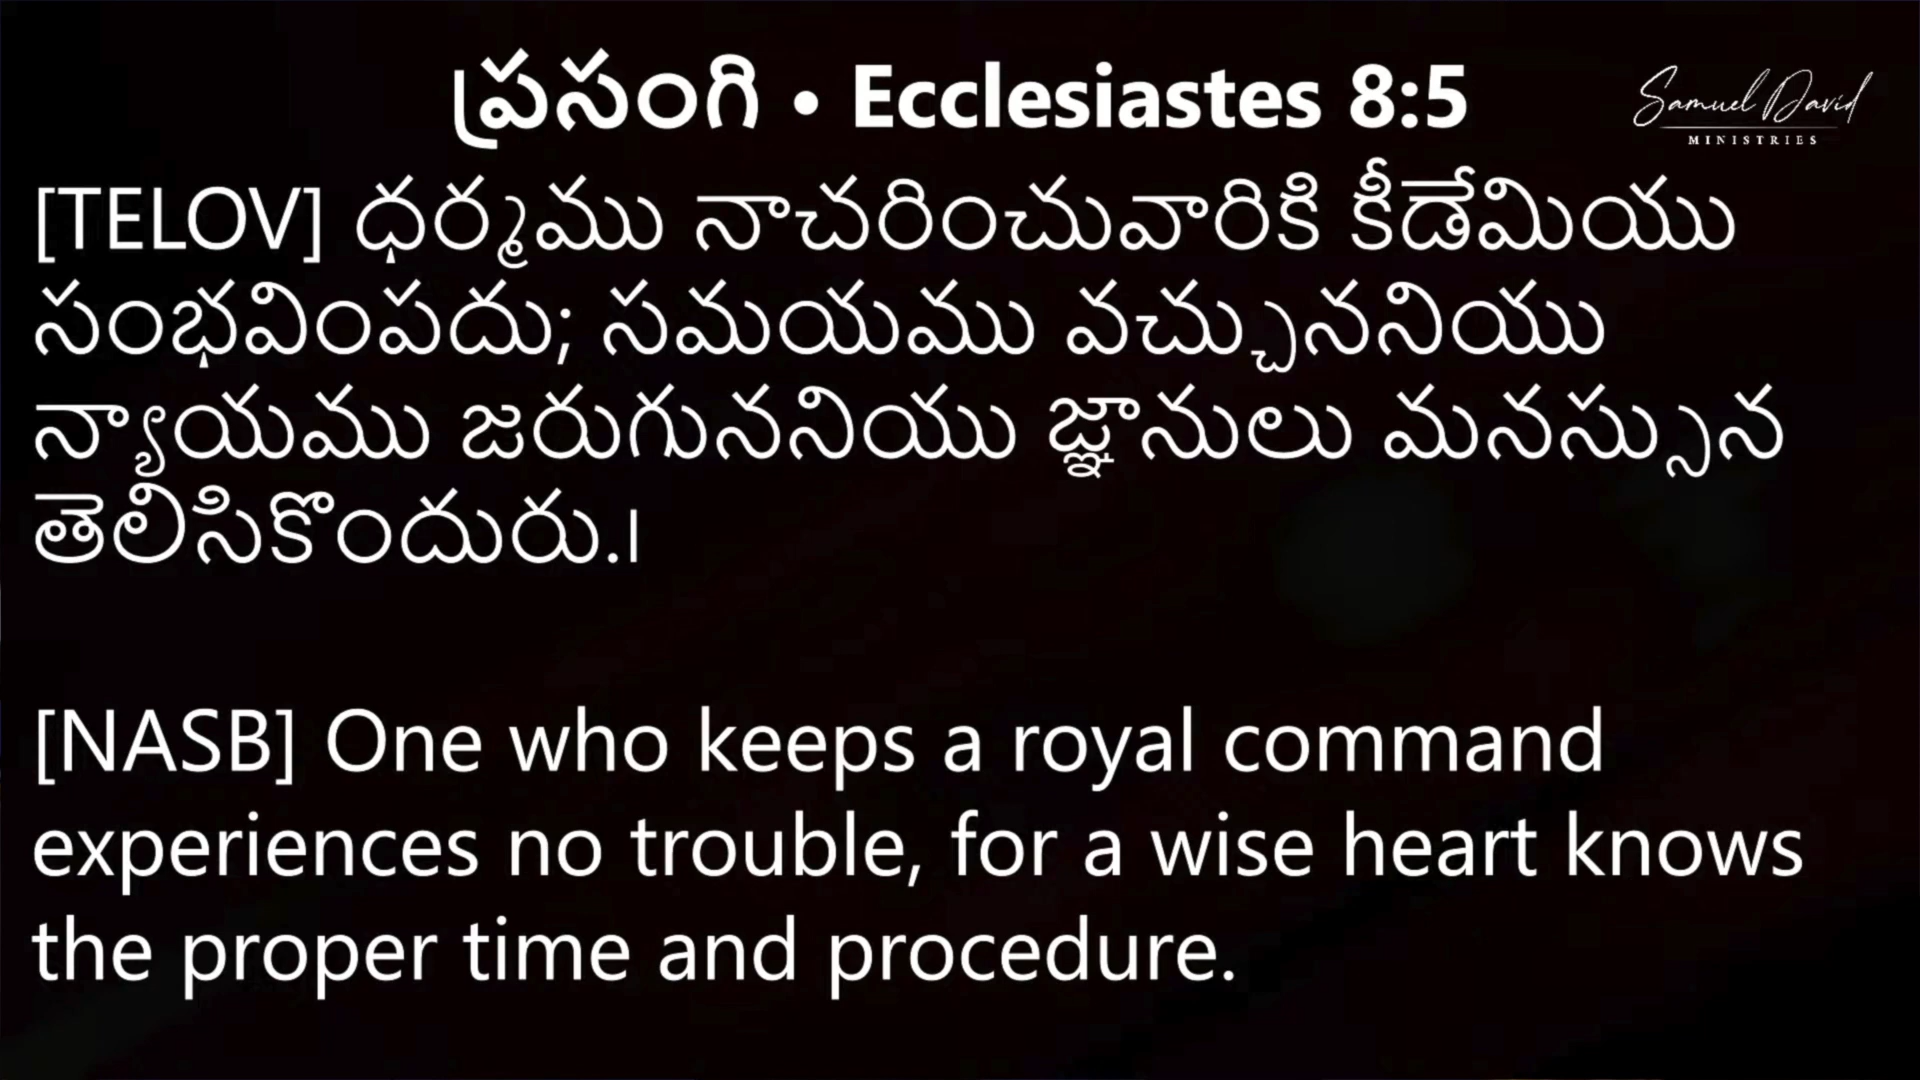 ప్రసంగి • Ecclesiastes 8:5
Samuel David
MINISTRIES
[TELOV] ధర్మము నాచరించువారికి కీడేమియు
సంభవింపదు; సమయము వచ్చుననియు
న్యాయము జరుగుననియు జ్ఞానులు మనస్సున
తెలిసికొందురు.।
[NASB] One who keeps a royal command
experiences no trouble, for a wise heart knows
the proper time and procedure.